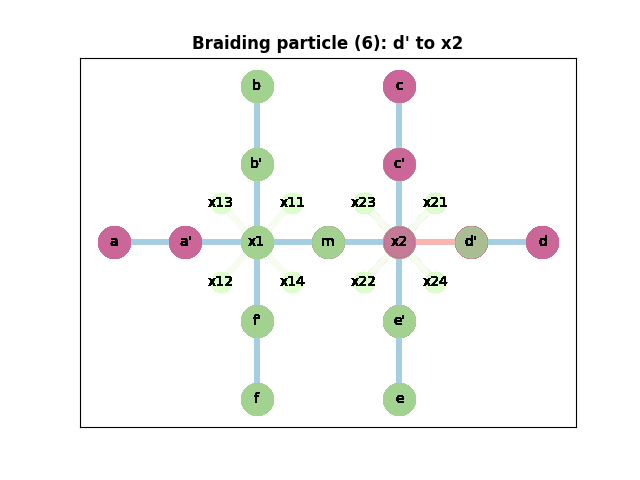 Braiding particle (6): d' to x2
b
c
b'
c'
x13
x11
x23
x21
a
a'
x1
m
x2
d'
d
x12
x14
x22
x24
f'
e'
f
e